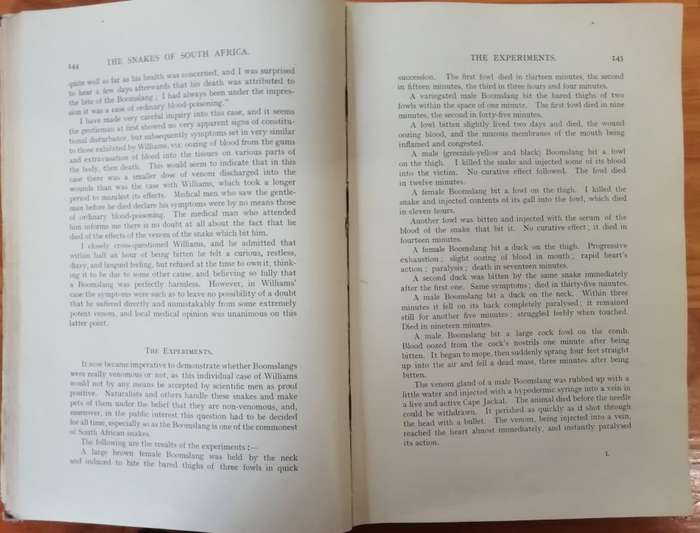 144 THE SNAKES OF SOUTH AFRICA.
quite well so far as his health was concerned, and I was surprised
to hear a few days afterwards that his death was attributed to
the bite of the Boomslang; I had always been under the impres-
sion it was a case of ordinary blood-poisoning."
I have made very careful inquiry into this case, and it seems
the gentleman at first showed no very apparent signs of constitu-
tional disturbance, but subsequently symptoms set in very similar
to those exhibited by Williams, viz. oozing of blood from the gums
and extravasation of blood into the tissues on various parts of
the body, then death. This would seem to indicate that in this
case there was a smaller dose of venom discharged into the
wounds than was the case with Williams, which took a longer
period to manifest its effects. Medical men who saw the gentle-
man before he died declare his symptoms were by no means those
of ordinary blood-poisoning. The medical man who attended
him informs me there is no doubt at all about the fact that he
died of the effects of the venom of the snake which bit him.
I closely cross-questioned Williams, and he admitted that
within half an hour of being bitten he felt a curious, restless,
dizzy, and languid feeling, but refused at the time to own it, think-
ing it to be due to some other cause, and believing so fully that
a Boomslang was perfectly harmless. However, in Williams'
case the symptoms were such as to leave no possibility of a doubt
that he suffered directly and unmistakably from some extremely
potent venom, and local medical opinion was unanimous on this
latter point.
THE EXPERIMENTS.
It now became imperative to demonstrate whether Boomslangs
were really venomous or not, as this individual case of Williams
would not by any means be accepted by scientific men as proof
positive. Naturalists and others handle these snakes and make
pets of them under the belief that they are non-venomous, and,
moreover, in the public interest this question had to be decided
for all time, especially so as the Boomslang is one of the commonest
of South African snakes.
The following are the results of the experiments :—
A large brown female Boomslang was held by the neck
and induced to bite the bared thighs of three fowls in quick
THE EXPERIMENTS. 145
succession. The first fowl died in thirteen minutes, the second
in fifteen minutes, the third in three hours and four minutes.
A variegated male Boomslang bit the bared thighs of two
fowls within the space of one minute. The first fowl died in nine
minutes, the second in forty-five minutes.
A fowl bitten slightly lived two days and died, the wound
oozing blood, and the mucous membranes of the mouth being
inflamed and congested.
A male (greenish-yellow and black) Boomslang bit a fowl
on the thigh. I killed the snake and injected some of its blood
into the victim. No curative effect followed. The fowl died
in twelve minutes.
A female Boomslang bit a fowl on the thigh. I killed the
snake and injected contents of its gall into the fowl, which died
in eleven hours.
Another fowl was bitten and injected with the serum of the
blood of the snake that bit it. No curative effect; it died in
fourteen minutes.
A female Boomslang bit a duck on the thigh. Progressive
exhaustion; slight oozing of blood in mouth; rapid heart's
action; paralysis; death in seventeen minutes.
A second duck was bitten by the same snake immediately
after the first one. Same symptoms; died in thirty-five minutes.
A male Boomslang bit a duck on the neck. Within three
minutes it fell on its back completely paralysed; it remained
still for another five minutes; struggled feebly when touched.
Died in nineteen minutes.
A male Boomslang bit a large cock fowl on the comb.
Blood oozed from the cock's nostrils one minute after being
bitten. It began to mope, then suddenly sprang four feet straight
up into the air and fell a dead mass, three minutes after being
bitten.
The venom gland of a male Boomslang was rubbed up with a
little water and injected with a hypodermic syringe into a vein in
a live and active Cape Jackal. The animal died before the needle
could be withdrawn. It perished as quickly as if shot through
the head with a bullet. The venom, being injected into a vein,
reached the heart almost immediately, and instantly paralysed
its action.
L